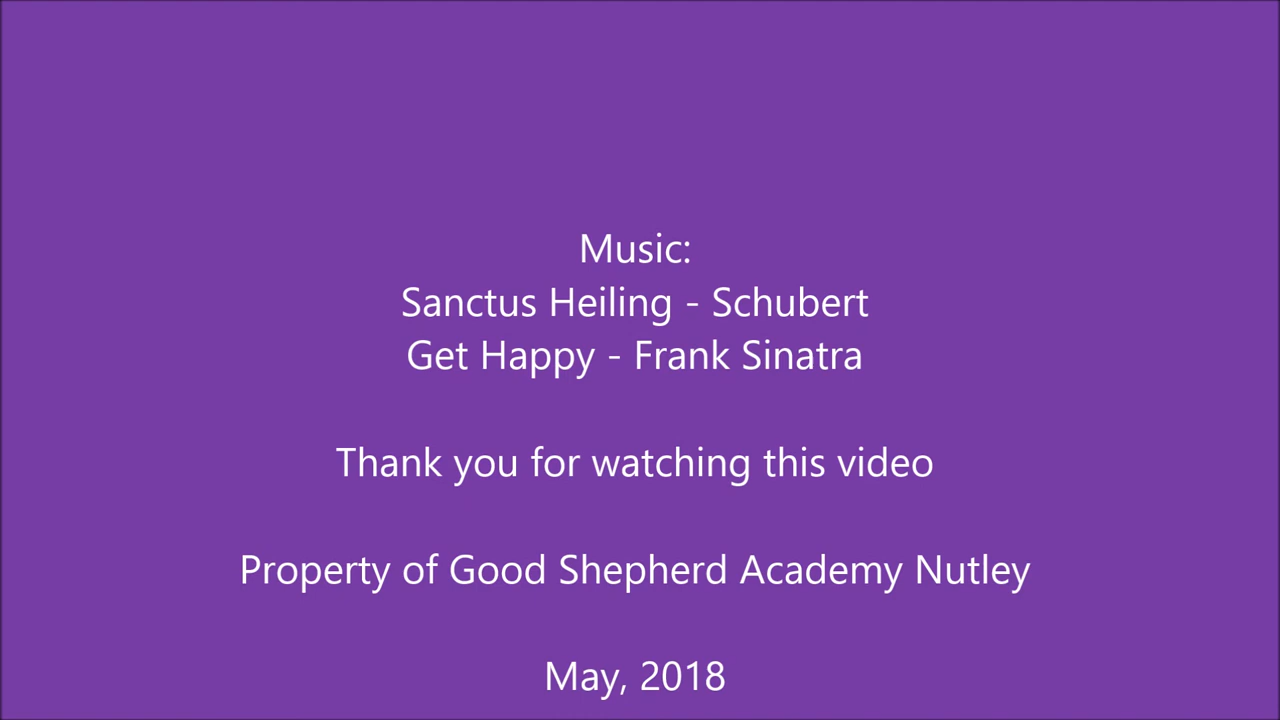 Music:
Sanctus Heiling - Schubert
Get Happy - Frank Sinatra
Thank you for watching this video
Property of Good Shepherd Academy Nutley
May, 2018